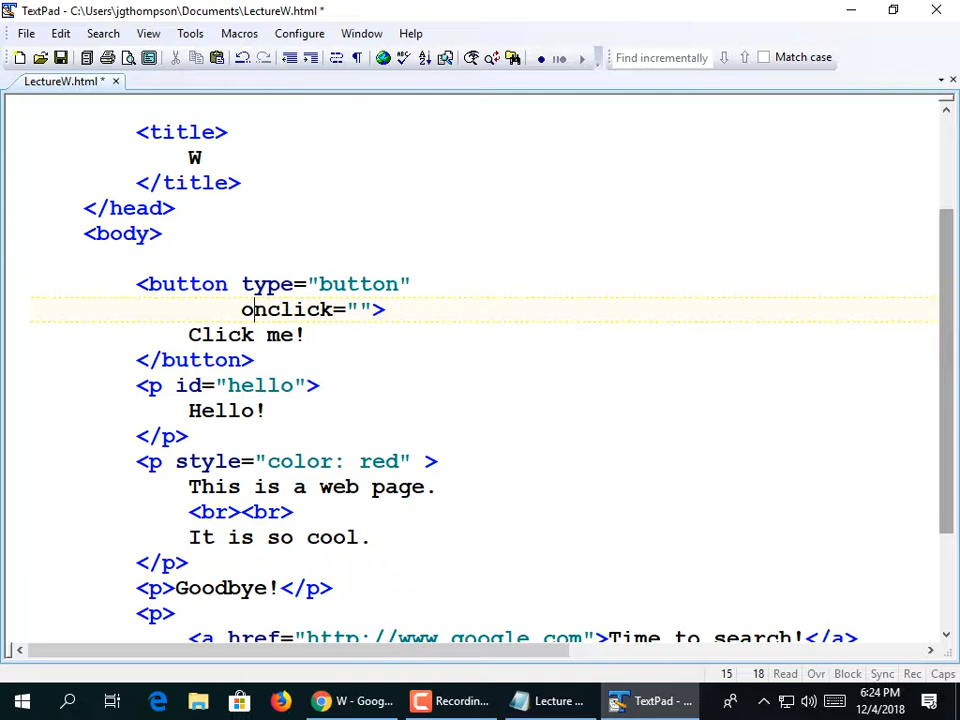 TextPad - C:\Users\jgthompson\Documents\LectureW.html *
File Edit Search View Tools Macros Configure Window Help
Find incrementally Match case
LectureW.html *
<title>
W
</title>
</head>
<body>
<button type="button"
onclick="">
Click me!
</button>
<p id="hello">
Hello!
</p>
<p style="color: red" >
This is a web page.
<br><br>
It is so cool.
</p>
<p>Goodbye!</p>
<p>
<a href="http://www.google.com">Time to search!</a>
15 18 Read Ovr Block Sync Rec Caps
W - Goog... Recording... Lecture ... TextPad - ... 6:24 PM
12/4/2018